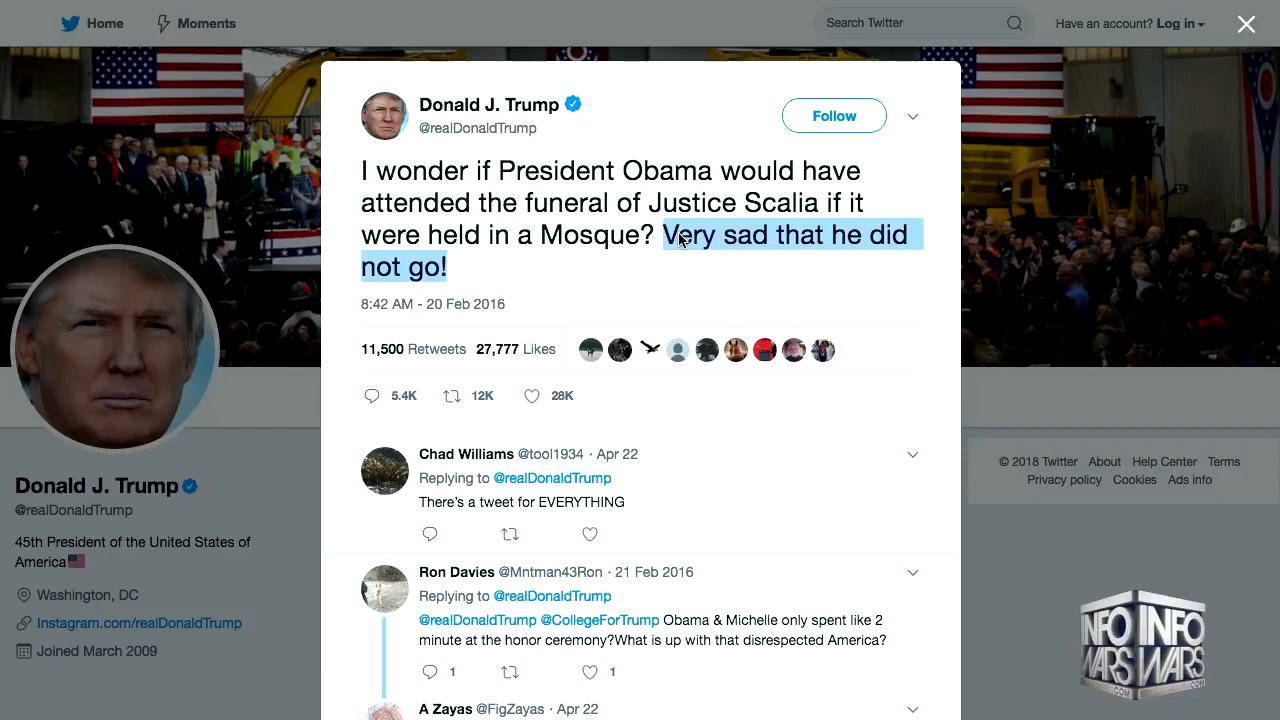 Home
Moments
Search Twitter
Have an account? Log in
Donald J. Trump
@realDonaldTrump
Follow
I wonder if President Obama would have
attended the funeral of Justice Scalia if it
were held in a Mosque? Very sad that he did
not go!
8:42 AM - 20 Feb 2016
11,500 Retweets 27,777 Likes
5.4K 12K 28K
Chad Williams @tool1934 · Apr 22
Replying to @realDonaldTrump
There's a tweet for EVERYTHING
Ron Davies @Mntman43Ron · 21 Feb 2016
Replying to @realDonaldTrump
@realDonaldTrump @CollegeForTrump Obama & Michelle only spent like 2
minute at the honor ceremony?What is up with that disrespected America?
1 1
A Zayas @FigZayas · Apr 22
Donald J. Trump
@realDonaldTrump
45th President of the United States of
America
Washington, DC
Instagram.com/realDonaldTrump
Joined March 2009
© 2018 Twitter About Help Center Terms
Privacy policy Cookies Ads info
INFO INFO
WARS WARS
.COM .COM